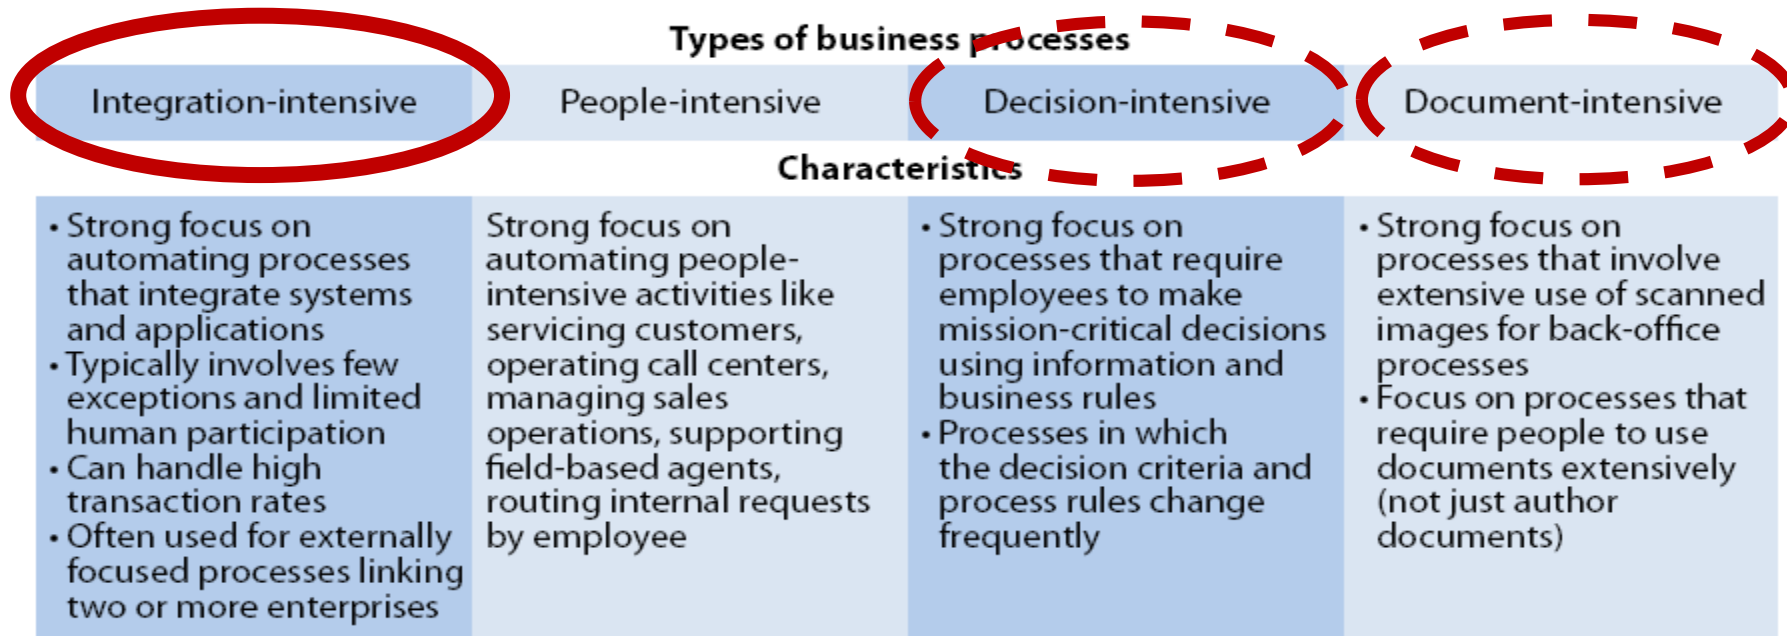 Types of business processes
Integration-intensive
People-intensive
Decision-intensive
Document-intensive
Characteristics
• Strong focus on
automating processes
that integrate systems
and applications
• Typically involves few
exceptions and limited
human participation
• Can handle high
transaction rates
• Often used for externally
focused processes linking
two or more enterprises
Strong focus on
automating people-
intensive activities like
servicing customers,
operating call centers,
managing sales
operations, supporting
field-based agents,
routing internal requests
by employee
• Strong focus on
processes that require
employees to make
mission-critical decisions
using information and
business rules
• Processes in which
the decision criteria and
process rules change
frequently
• Strong focus on
processes that involve
extensive use of scanned
images for back-office
processes
• Focus on processes that
require people to use
documents extensively
(not just author
documents)